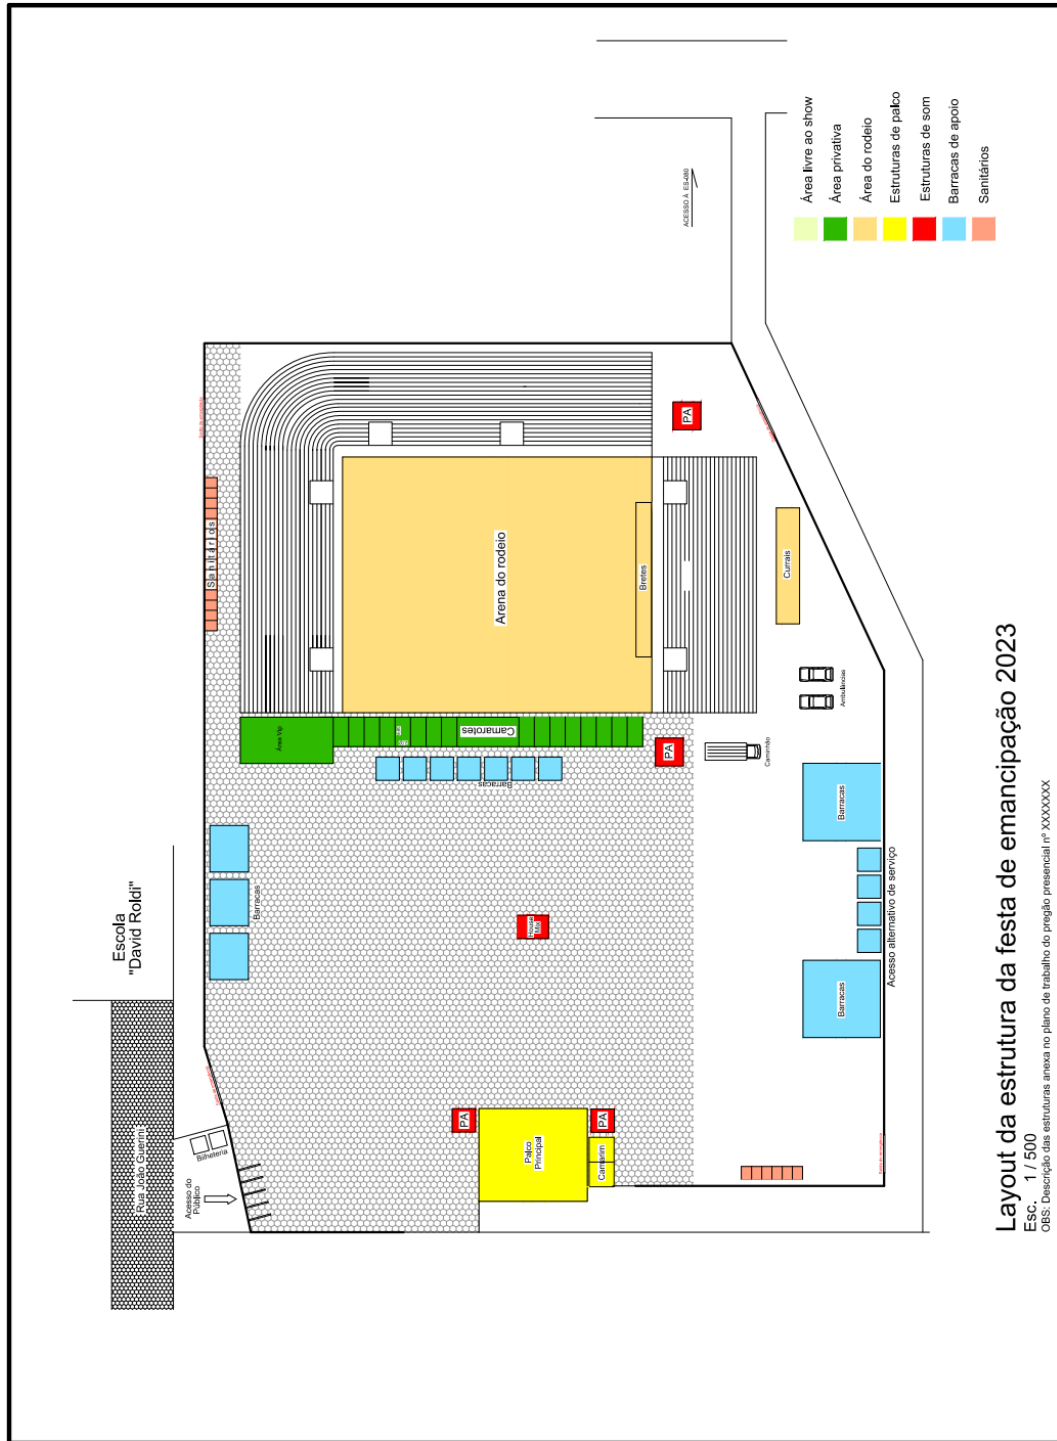 Escola
"David Roldi"
Rua João Guerini
Acesso do
Público
Bilheteria
Sanitários
Barracas
Área Vip
Camarotes
Barracas
Arena do rodeio
Bretes
PA
PA
PA
PA
House
Mix
Palco
Principal
Camarim
Currais
Ambulâncias
Caminhão
Barracas
Barracas
Acesso alternativo de serviço
ACESSO À ES-080
Área livre ao show
Área privativa
Área do rodeio
Estruturas de palco
Estruturas de som
Barracas de apoio
Sanitários
Layout da estrutura da festa de emancipação 2023
Esc. 1 / 500
OBS: Descrição das estruturas anexa no plano de trabalho do pregão presencial nº XXXXXXX